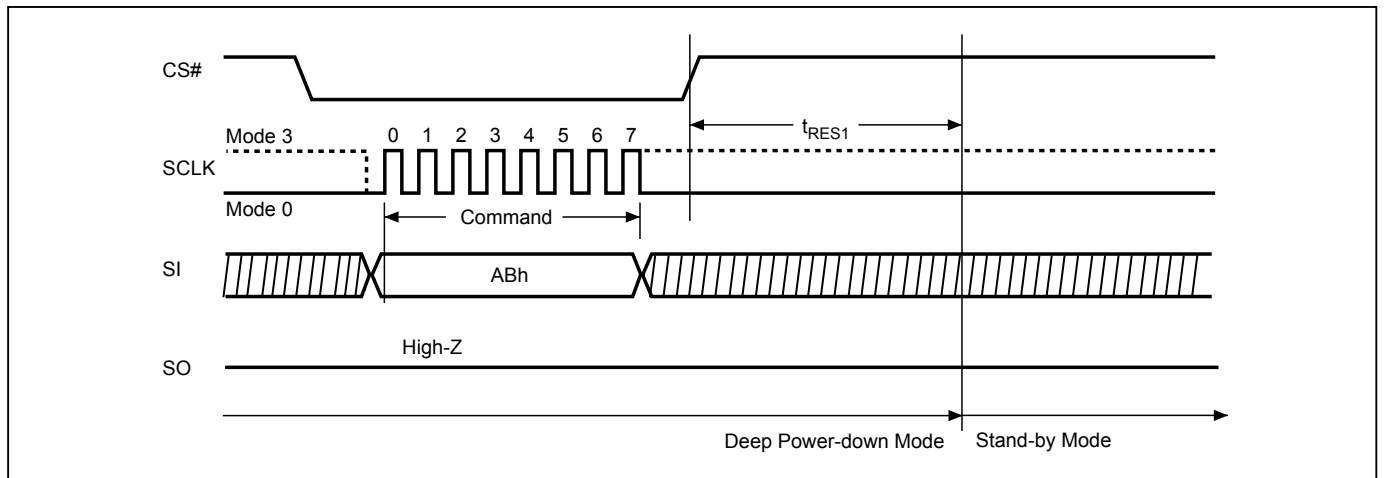 CS#
tRES1
Mode 3
0 1 2 3 4 5 6 7
SCLK
Mode 0
Command
SI
ABh
High-Z
SO
Deep Power-down Mode
Stand-by Mode